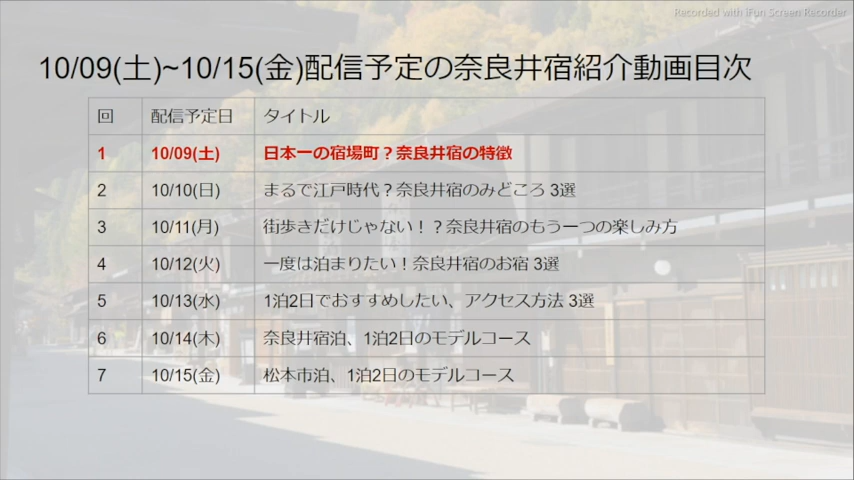 Recorded with iFun Screen Recorder
10/09(土)~10/15(金)配信予定の奈良井宿紹介動画目次
回 配信予定日 タイトル
1 10/09(土) 日本一の宿場町？奈良井宿の特徴
2 10/10(日) まるで江戸時代？奈良井宿のみどころ 3選
3 10/11(月) 街歩きだけじゃない！？奈良井宿のもう一つの楽しみ方
4 10/12(火) 一度は泊まりたい！奈良井宿のお宿 3選
5 10/13(水) 1泊2日でおすすめしたい、アクセス方法 3選
6 10/14(木) 奈良井宿泊、1泊2日のモデルコース
7 10/15(金) 松本市泊、1泊2日のモデルコース